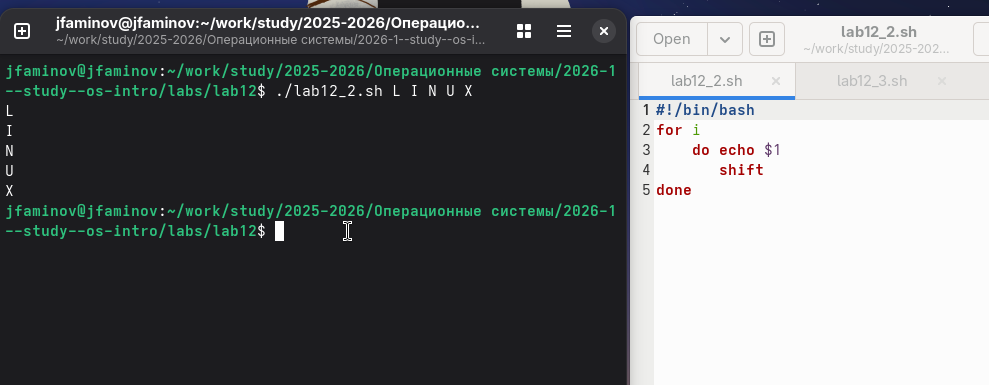 jfaminov@jfaminov:~/work/study/2025-2026/Операцио...
~/work/study/2025-2026/Операционные системы/2026-1--study--os-i...
jfaminov@jfaminov:~/work/study/2025-2026/Операционные системы/2026-1
--study--os-intro/labs/lab12$ ./lab12_2.sh L I N U X
L
I
N
U
X
jfaminov@jfaminov:~/work/study/2025-2026/Операционные системы/2026-1
--study--os-intro/labs/lab12$
Open
lab12_2.sh
~/work/study/2025-202...
lab12_2.sh
lab12_3.sh
1 #!/bin/bash
2 for i
3     do echo $1
4        shift
5 done